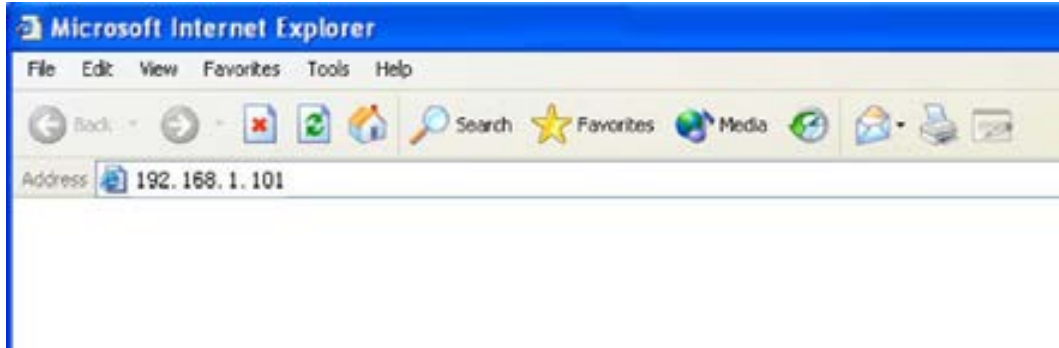 Microsoft Internet Explorer
File Edit View Favorites Tools Help
Back Search Favorites Media
Address 192.168.1.101